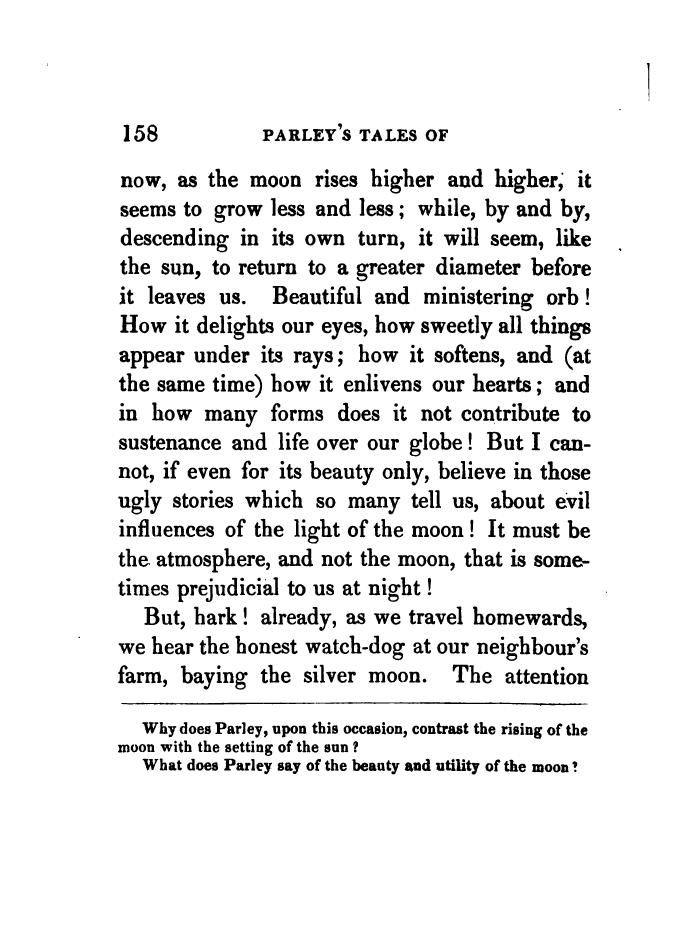 158 PARLEY'S TALES OF
now, as the moon rises higher and higher, it
seems to grow less and less ; while, by and by,
descending in its own turn, it will seem, like
the sun, to return to a greater diameter before
it leaves us. Beautiful and ministering orb !
How it delights our eyes, how sweetly all things
appear under its rays ; how it softens, and (at
the same time) how it enlivens our hearts ; and
in how many forms does it not contribute to
sustenance and life over our globe ! But I can-
not, if even for its beauty only, believe in those
ugly stories which so many tell us, about evil
influences of the light of the moon ! It must be
the atmosphere, and not the moon, that is some-
times prejudicial to us at night !
But, hark ! already, as we travel homewards,
we hear the honest watch-dog at our neighbour's
farm, baying the silver moon. The attention
Why does Parley, upon this occasion, contrast the rising of the
moon with the setting of the sun ?
What does Parley say of the beauty and utility of the moon ?